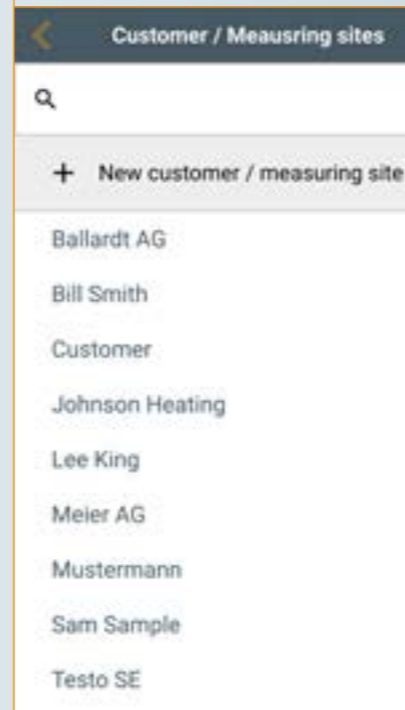 Customer / Meausring sites
New customer / measuring site
Ballardt AG
Bill Smith
Customer
Johnson Heating
Lee King
Meier AG
Mustermann
Sam Sample
Testo SE